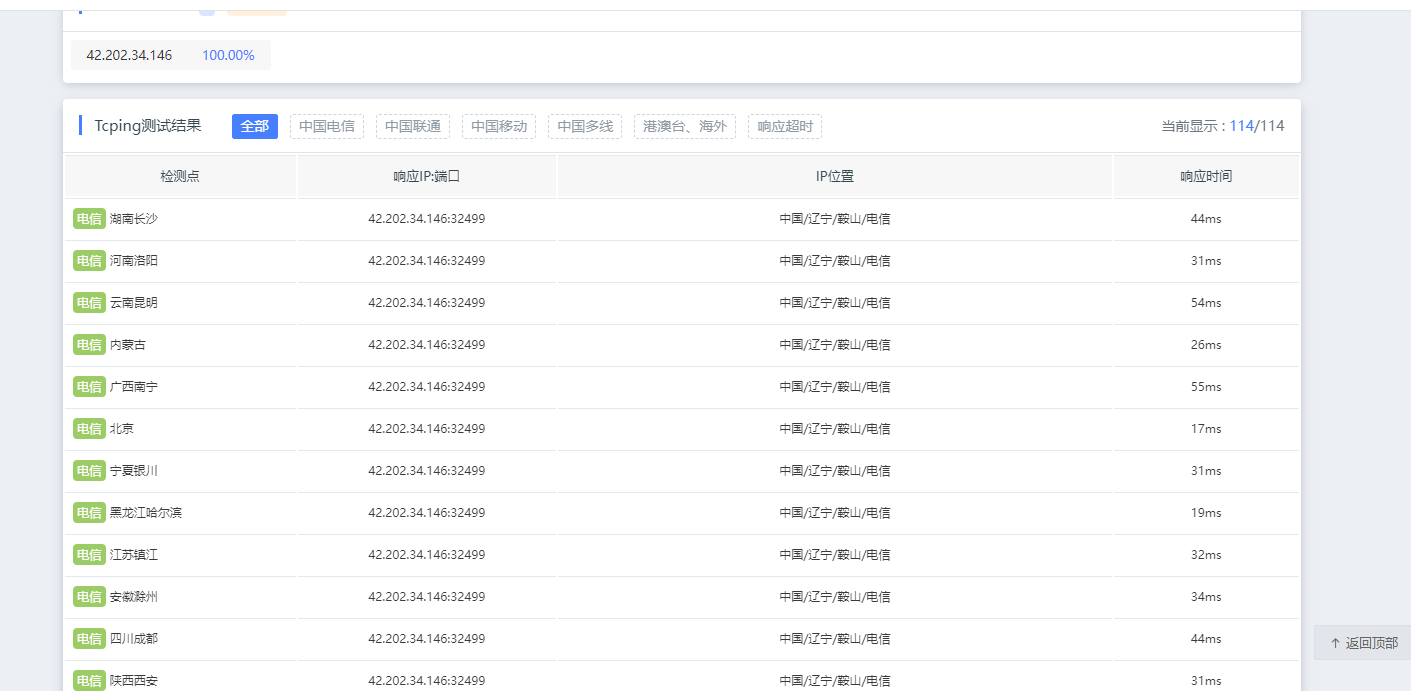 42.202.34.146 100.00%
Tcping测试结果 全部 中国电信 中国联通 中国移动 中国多线 港澳台、海外 响应超时 当前显示 : 114/114
检测点 响应IP:端口 IP位置 响应时间
电信 湖南长沙 42.202.34.146:32499 中国/辽宁/鞍山/电信 44ms
电信 河南洛阳 42.202.34.146:32499 中国/辽宁/鞍山/电信 31ms
电信 云南昆明 42.202.34.146:32499 中国/辽宁/鞍山/电信 54ms
电信 内蒙古 42.202.34.146:32499 中国/辽宁/鞍山/电信 26ms
电信 广西南宁 42.202.34.146:32499 中国/辽宁/鞍山/电信 55ms
电信 北京 42.202.34.146:32499 中国/辽宁/鞍山/电信 17ms
电信 宁夏银川 42.202.34.146:32499 中国/辽宁/鞍山/电信 31ms
电信 黑龙江哈尔滨 42.202.34.146:32499 中国/辽宁/鞍山/电信 19ms
电信 江苏镇江 42.202.34.146:32499 中国/辽宁/鞍山/电信 32ms
电信 安徽滁州 42.202.34.146:32499 中国/辽宁/鞍山/电信 34ms
电信 四川成都 42.202.34.146:32499 中国/辽宁/鞍山/电信 44ms
↑ 返回顶部
电信 陕西西安 42.202.34.146:32499 中国/辽宁/鞍山/电信 31ms